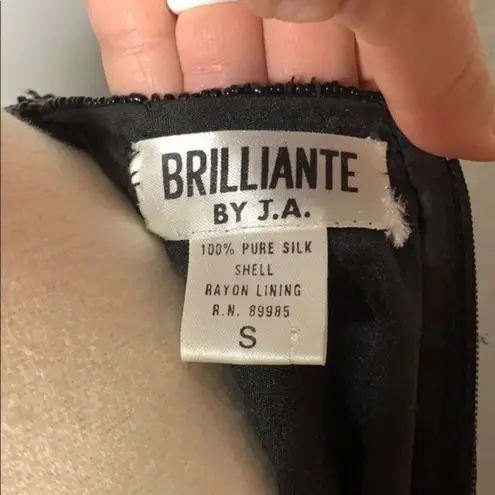 BRILLIANTE
BY J.A.
100% PURE SILK
SHELL
RAYON LINING
R.N. 89985
S